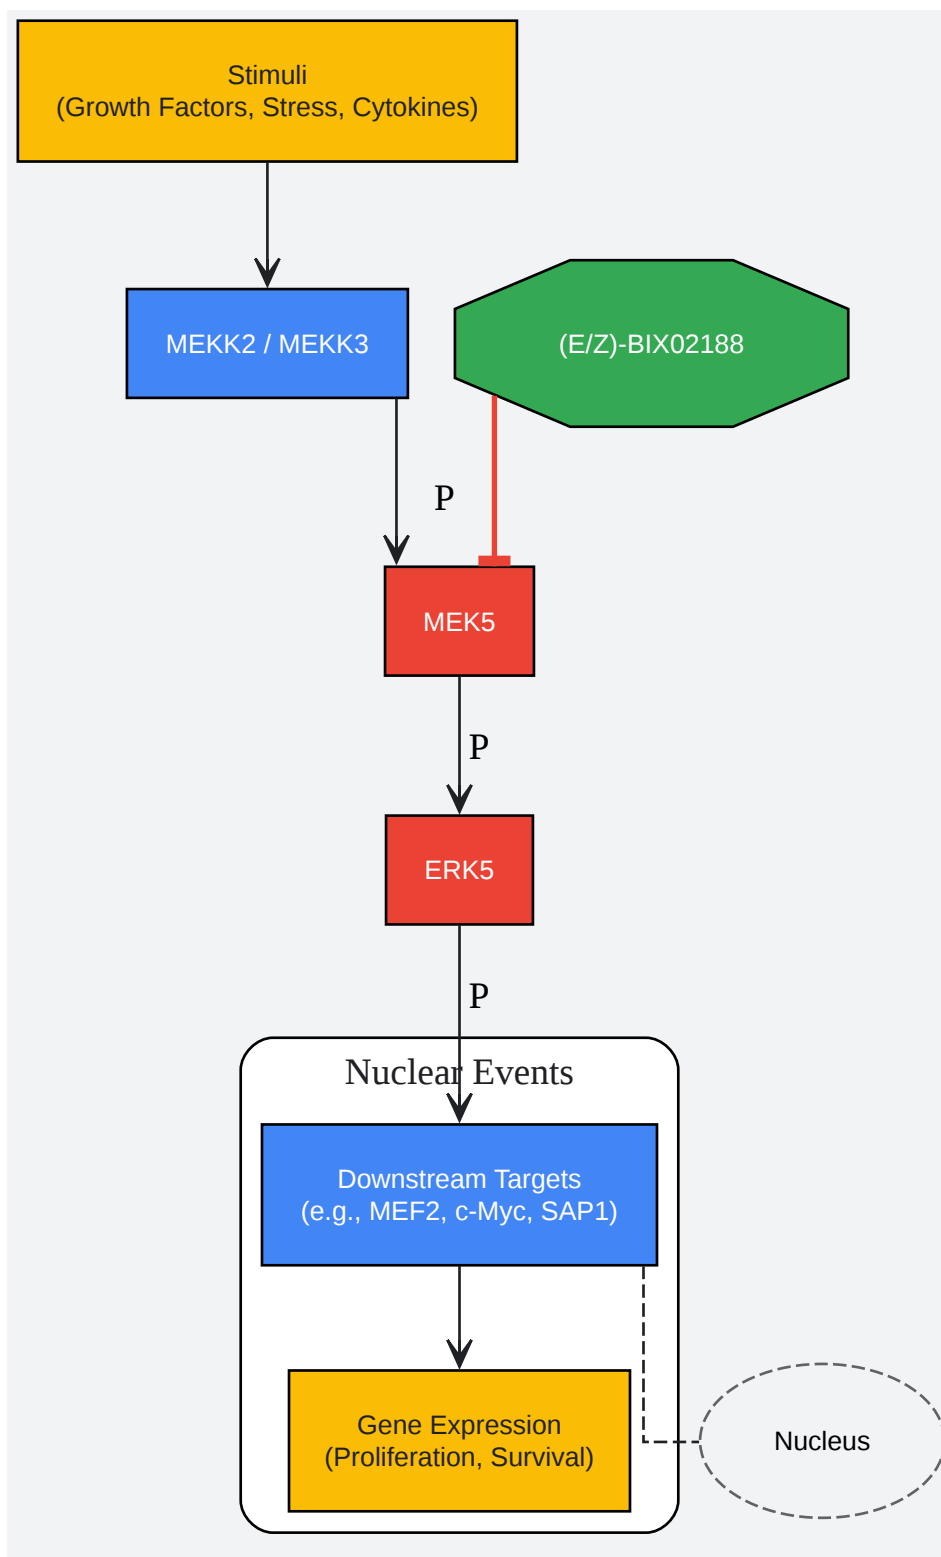 Stimuli
(Growth Factors, Stress, Cytokines)
MEKK2 / MEKK3
(E/Z)-BIX02188
P
MEK5
P
ERK5
P
Nuclear Events
Downstream Targets
(e.g., MEF2, c-Myc, SAP1)
Gene Expression
(Proliferation, Survival)
Nucleus